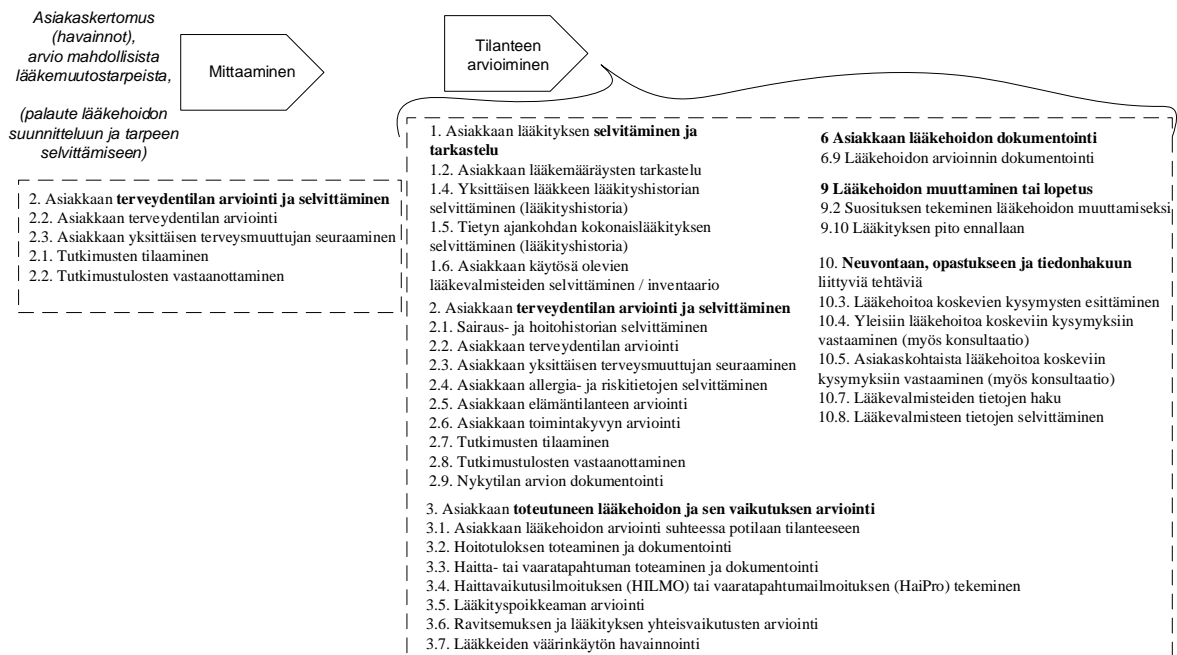 Asiakaskertomus
(havainnot),
arvio mahdollisista
lääkemuutostarpeista,
(palaute lääkehoidon
suunnitteluun ja tarpeen
selvittämiseen)
Mittaaminen
Tilanteen
arvioiminen
2. Asiakkaan terveydentilan arviointi ja selvittäminen
2.2. Asiakkaan terveydentilan arviointi
2.3. Asiakkaan yksittäisen terveysmuuttujan seuraaminen
2.1. Tutkimusten tilaaminen
2.2. Tutkimustulosten vastaanottaminen
1. Asiakkaan lääkityksen selvitäminen ja
tarkastelu
1.2. Asiakkaan lääkemääräysten tarkastelu
1.4. Yksittäisen lääkkeen lääkityshistorian
selvittäminen (lääkityshistoria)
1.5. Tietyn ajankohdan kokonaislääkityksen
selvittäminen (lääkityshistoria)
1.6. Asiakkaan käytösä olevien
lääkevalmisteiden selvittäminen / inventaario
2. Asiakkaan terveydentilan arviointi ja selvittäminen
2.1. Sairaus- ja hoitohistorian selvittäminen
2.2. Asiakkaan terveydentilan arviointi
2.3. Asiakkaan yksittäisen terveysmuuttujan seuraaminen
2.4. Asiakkaan allergia- ja riskitietojen selvittäminen
2.5. Asiakkaan elämäntilanteen arviointi
2.6. Asiakkaan toimintakyvyn arviointi
2.7. Tutkimusten tilaaminen
2.8. Tutkimustulosten vastaanottaminen
2.9. Nykytilan arvion dokumentointi
3. Asiakkaan toteutuneen lääkehoidon ja sen vaikutuksen arviointi
3.1. Asiakkaan lääkehoidon arviointi suhteessa potilaan tilanteeseen
3.2. Hoitotuloksen toteaminen ja dokumentointi
3.3. Haitta- tai vaaratapahtuman toteaminen ja dokumentointi
3.4. Haittavaikutusilmoituksen (HILMO) tai vaaratapahtumailmoituksen (HaiPro) tekeminen
3.5. Lääkityspoikkeaman arviointi
3.6. Ravitsemuksen ja lääkityksen yhteisvaikutusten arviointi
3.7. Lääkkeiden väärinkäytön havainnointi
6 Asiakkaan lääkehoidon dokumentointi
6.9 Lääkehoidon arvioinnin dokumentointi
9 Lääkehoidon muuttaminen tai lopetus
9.2 Suosituksen tekeminen lääkehoidon muuttamiseksi
9.10 Lääkityksen pito ennallaan
10. Neuvontaan, opastukseen ja tiedonhakuun
liittyviä tehtäviä
10.3. Lääkehoitoa koskevien kysymysten esittäminen
10.4. Yleisiin lääkehoitoa koskeviin kysymyksiin
vastaaminen (myös konsultaatio)
10.5. Asiakaskohtaista lääkehoitoa koskeviin
kysymyksiin vastaaminen (myös konsultaatio)
10.7. Lääkevalmisteiden tietojen haku
10.8. Lääkevalmisteen tietojen selvittäminen